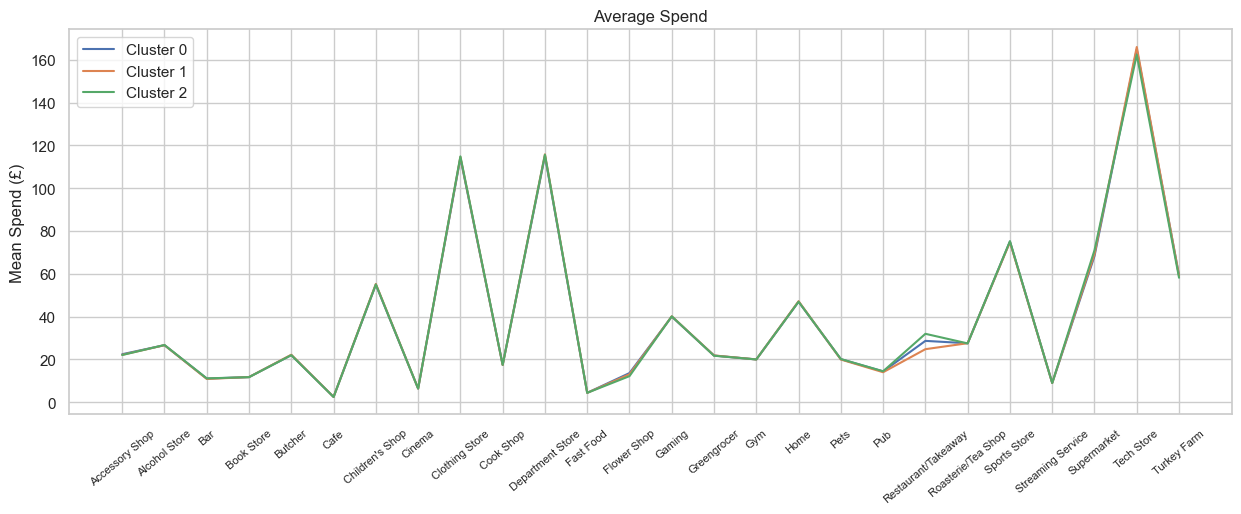 Average Spend
Cluster 0
Cluster 1
Cluster 2
Mean Spend (£)
160
140
120
100
80
60
40
20
0
Accessory Shop
Alcohol Store
Bar
Book Store
Butcher
Cafe
Children's Shop
Cinema
Clothing Store
Cook Shop
Department Store
Fast Food
Flower Shop
Gaming
Greengrocer
Gym
Home
Pets
Pub
Restaurant/Takeaway
Roasterie/Tea Shop
Sports Store
Streaming Service
Supermarket
Tech Store
Turkey Farm